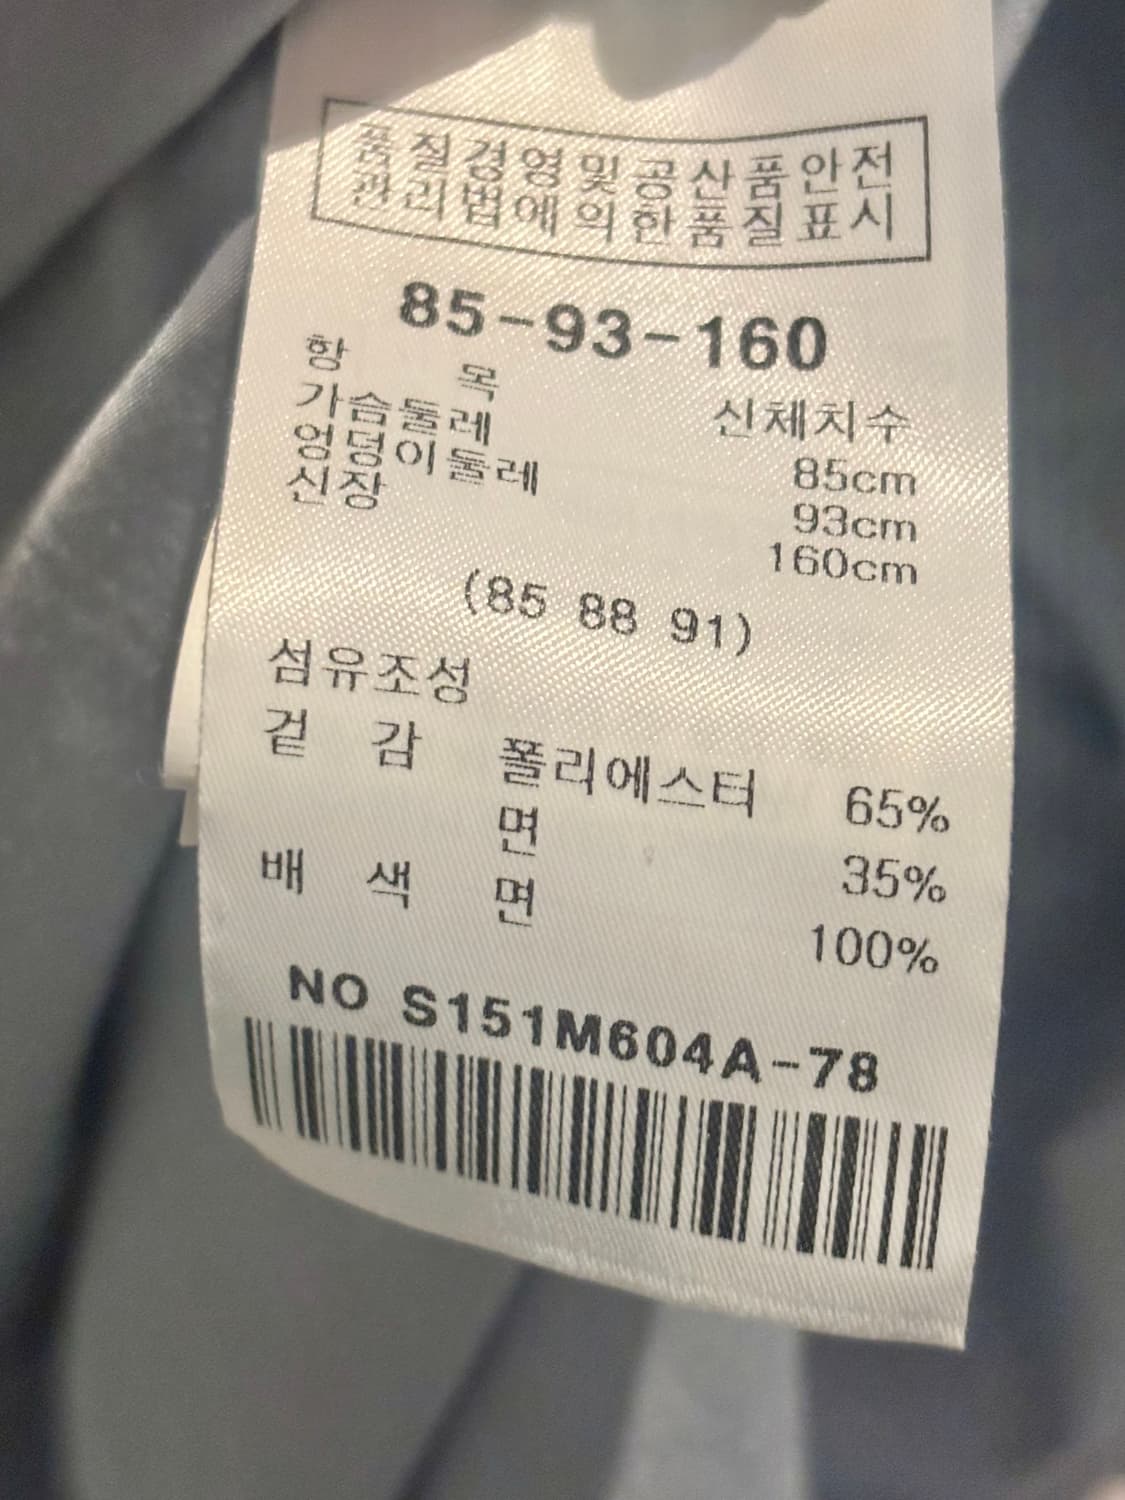 품질경영및공산품안전
관리법에의한품질표시
85-93-160
항 목 신체치수
가슴둘레 85cm
엉덩이둘레 93cm
신장 160cm
(85 88 91)
섬유조성
겉 감 폴리에스터 65%
면 35%
배 색 면 100%
NO S151M604A-78